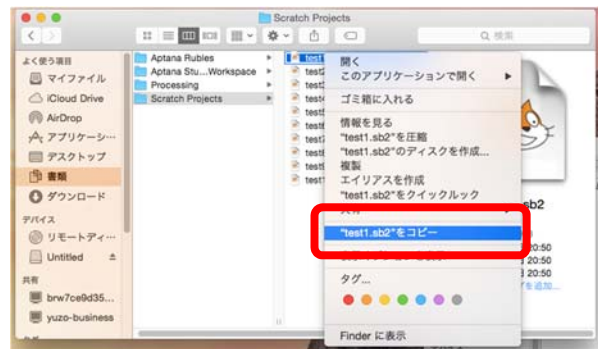 Scratch Projects
検索
よく使う項目
マイファイル
iCloud Drive
AirDrop
アプリケーシ…
デスクトップ
書類
ダウンロード
デバイス
リモートディ…
Untitled
共有
brw7ce9d35...
yuzo-business
Aptana Rubles
Aptana Stu...Workspace
Processing
Scratch Projects
開く
このアプリケーションで開く
ゴミ箱に入れる
情報を見る
"test1.sb2"を圧縮
"test1.sb2"のディスクを作成...
複製
エイリアスを作成
"test1.sb2"をクイックルック
"test1.sb2"をコピー
タグ...
Finder に表示
sb2
20:50
20:50
20:50
を追加...